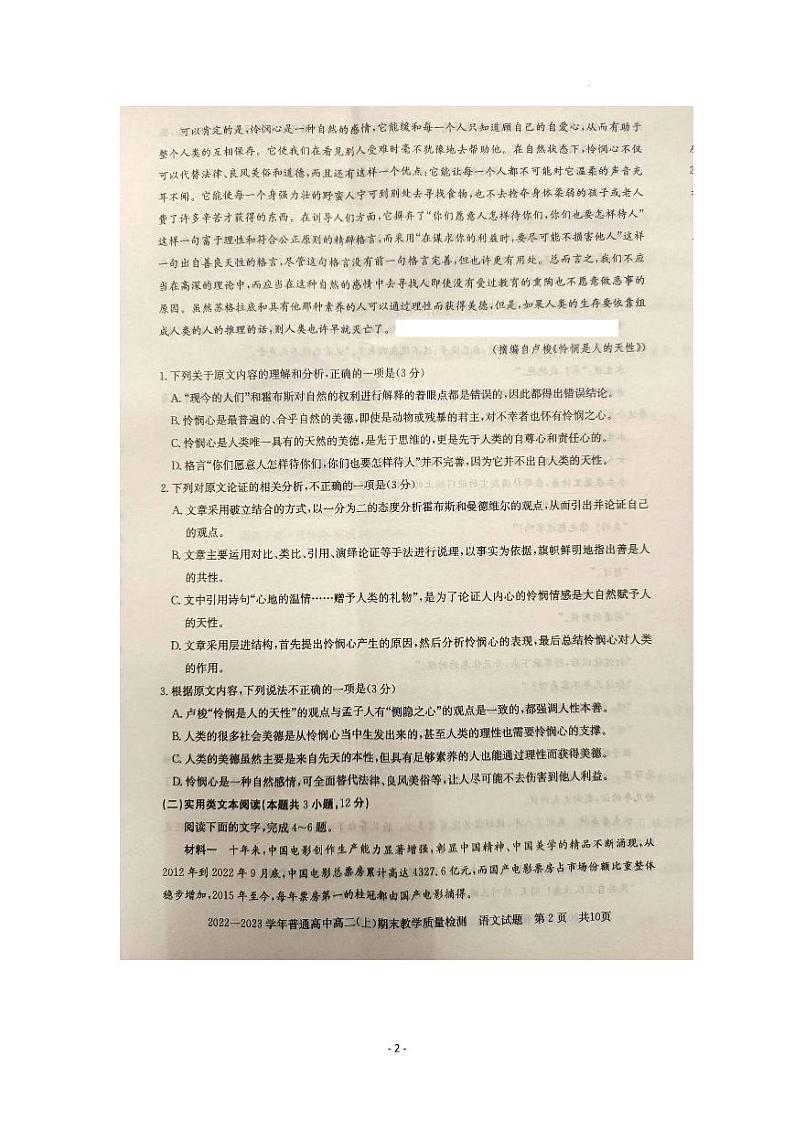 可以肯定的是,怜悯心是一种自然的感情,它能缓和每一个人只知道顾自己的自爱心,从而有助于
整个人类的互相保存。它使我们在看见别人受难时毫不犹豫地去帮助他。在自然状态下,怜悯心不仅
可以代替法律、良风美俗和道德,而且还有这样一个优点:它能让每一个人都不可能对它温柔的声音充
耳不闻。它能使每一个身强力壮的野蛮人宁可到别处去寻找食物,也不去抢夺身体柔弱的孩子或老人
费了许多辛苦才获得的东西。在训导人们方面,它摒弃了“你们愿意人怎样待你们,你们也要怎样待人”
这样一句富于理性和符合公正原则的精辟格言,而采用“在谋求你的利益时,要尽可能不损害他人”这样
一句出自善良天性的格言,尽管这句格言没有前一句格言完善,但也许更有用处。总而言之,我们不应
当在高深的理论中,而应当在这种自然的感情中去寻找人即使没有受过教育的熏陶也不愿意做恶事的
原因。虽然苏格拉底和具有他那种素养的人可以通过理性而获得美德,但是,如果人类的生存要依靠组
成人类的人的推理的话,则人类也许早就灭亡了。
(摘编自卢梭《怜悯是人的天性》)
1. 下列关于原文内容的理解和分析,正确的一项是(3分)
A. “现今的人们”和霍布斯对自然的权利进行解释的着眼点都是错误的,因此都得出错误结论。
B. 怜悯心是最普遍的、合乎自然的美德,即使是动物或残暴的君主,对不幸者也怀有怜悯之心。
C. 怜悯心是人类唯一具有的天然的美德,是先于思维的,更是先于人类的自尊心和责任心的。
D. 格言“你们愿意人怎样待你们,你们也要怎样待人”并不完善,因为它并不出自人类的天性。
2. 下列对原文论证的相关分析,不正确的一项是(3分)
A. 文章采用破立结合的方式,以一分为二的态度分析霍布斯和曼德维尔的观点,从而引出并论证自己
的观点。
B. 文章主要运用对比、类比、引用、演绎论证等手法进行说理,以事实为依据,旗帜鲜明地指出善是人
的共性。
C. 文中引用诗句“心地的温情……赠予人类的礼物”,是为了论证人内心的怜悯情感是大自然赋予人
的天性。
D. 文章采用层进结构,首先提出怜悯心产生的原因,然后分析怜悯心的表现,最后总结怜悯心对人类
的作用。
3. 根据原文内容,下列说法不正确的一项是(3分)
A. 卢梭“怜悯是人的天性”的观点与孟子人有“恻隐之心”的观点是一致的,都强调人性本善。
B. 人类的很多社会美德是从怜悯心当中生发出来的,甚至人类的理性也需要怜悯心的支撑。
C. 人类的美德虽然主要是来自先天的本性,但具有足够素养的人也能通过理性而获得美德。
D. 怜悯心是一种自然感情,可全面替代法律、良风美俗等,让人尽可能不去伤害到他人利益。
(二)实用类文本阅读(本题共3小题,12分)
阅读下面的文字,完成4~6题。
材料一 十年来,中国电影创作生产能力显著增强,彰显中国精神、中国美学的精品不断涌现,从
2012年到2022年9月底,中国电影总票房累计高达4327.6亿元,而国产电影票房占市场份额比重整体
稳步增加,2015年至今,每年票房第一的桂冠都由国产电影摘得。
2022—2023学年普通高中高二(上)期末教学质量检测 语文试题 第2页 共10页
- 2 -